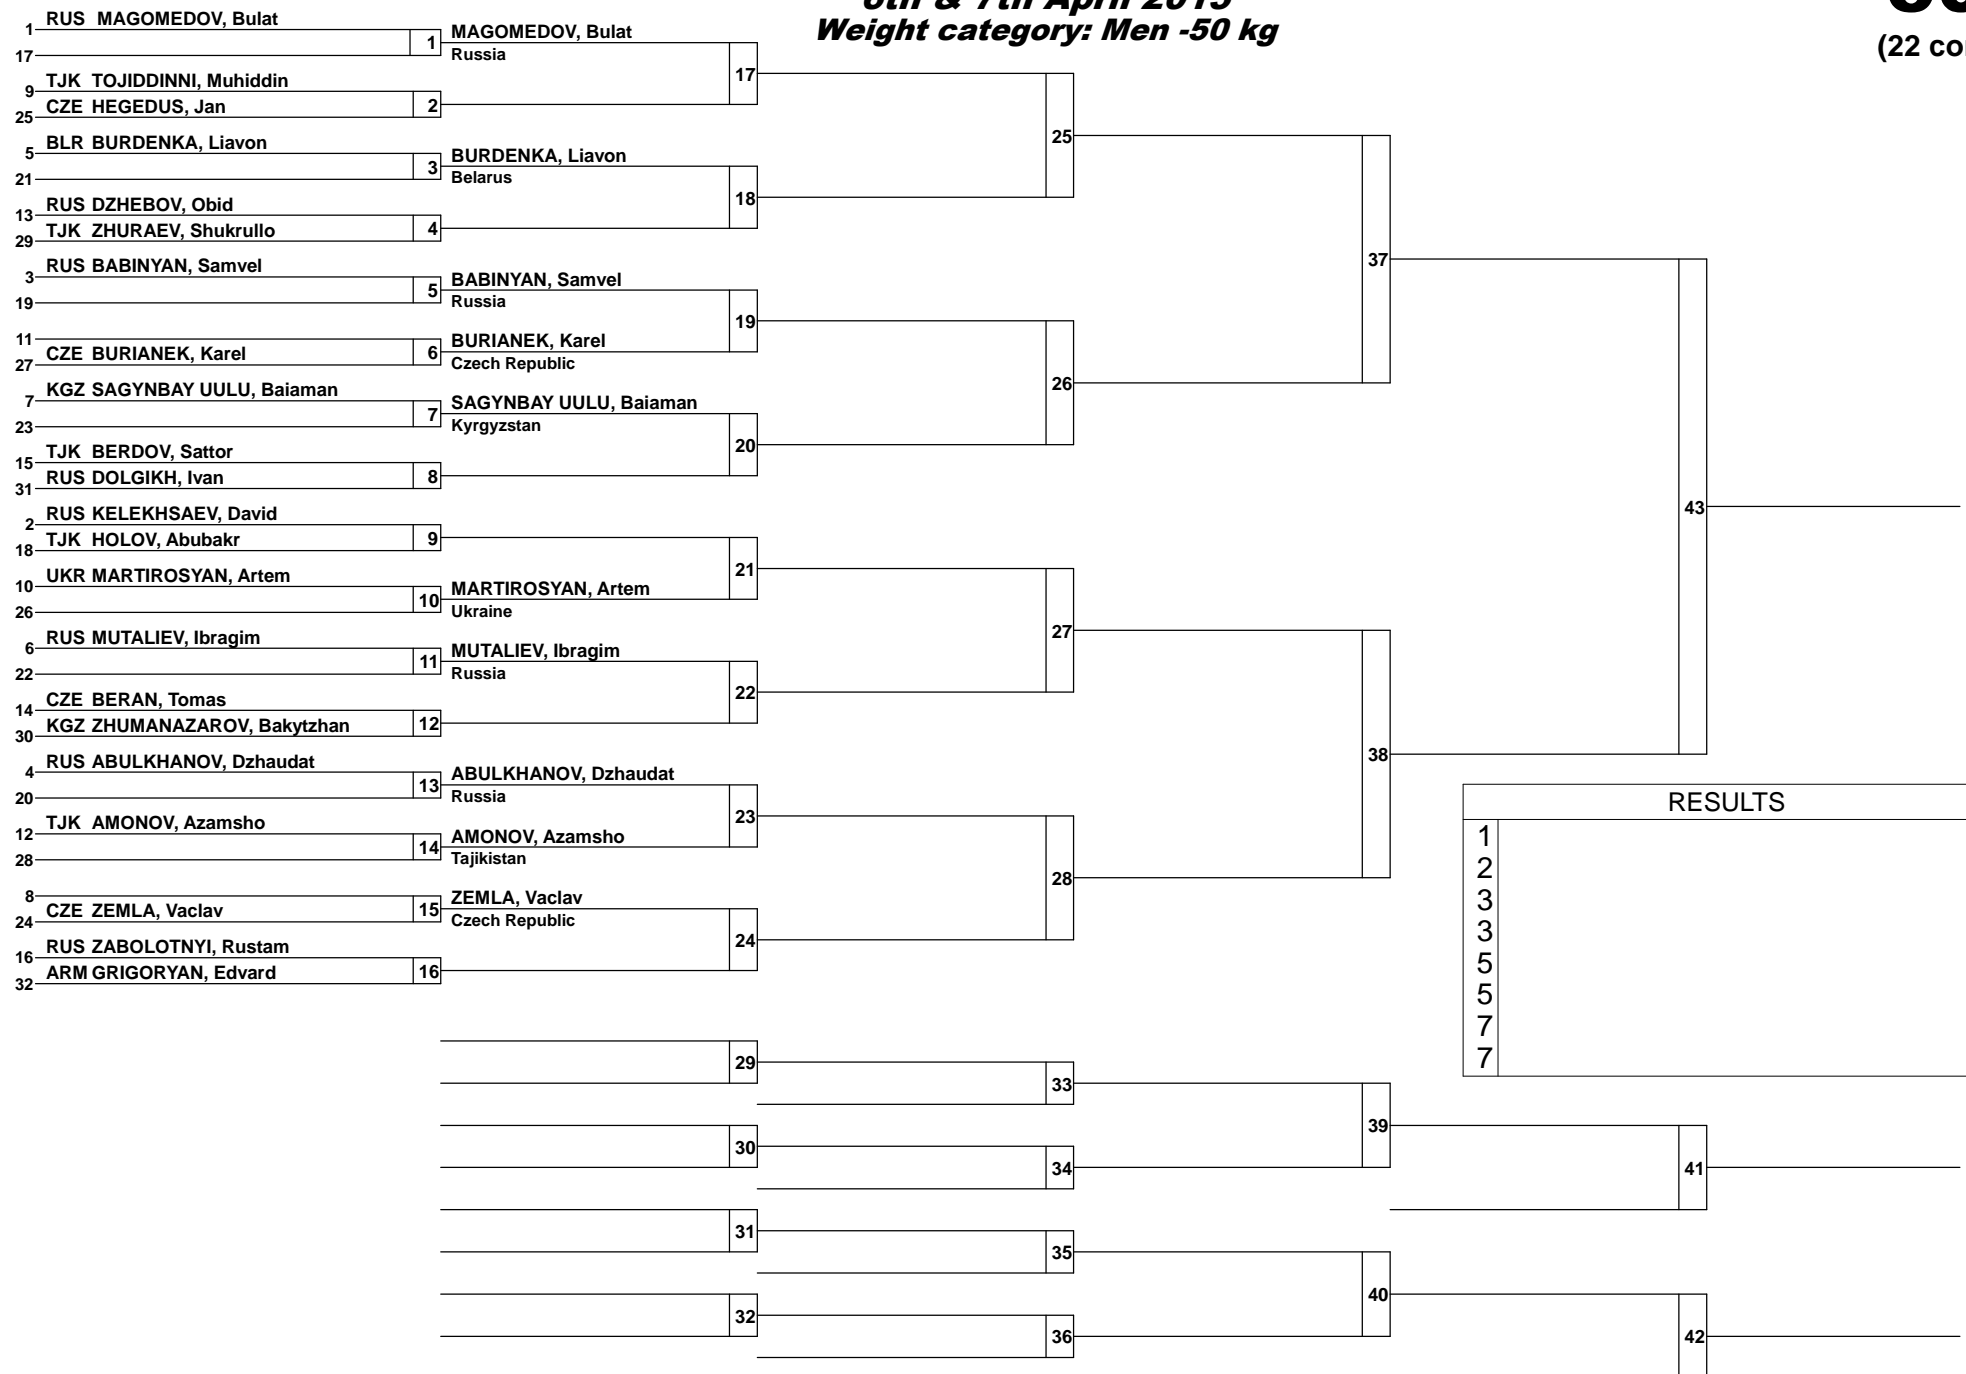 6th & 7th April 2013
Weight category: Men -50 kg
(22
1 RUS MAGOMEDOV, Bulat
17
1 MAGOMEDOV, Bulat
Russia
9 TJK TOJIDDINNI, Muhiddin
25 CZE HEGEDUS, Jan
2
17
5 BLR BURDENKA, Liavon
21
3 BURDENKA, Liavon
Belarus
13 RUS DZHEBOV, Obid
29 TJK ZHURAEV, Shukrullo
4
18
25
3 RUS BABINYAN, Samvel
19
5 BABINYAN, Samvel
Russia
11
27 CZE BURIANEK, Karel
6 BURIANEK, Karel
Czech Republic
19
7 KGZ SAGYNBAY UULU, Baiaman
23
7 SAGYNBAY UULU, Baiaman
Kyrgyzstan
15 TJK BERDOV, Sattor
31 RUS DOLGIKH, Ivan
8
20
26
37
2 RUS KELEKHSAEV, David
18 TJK HOLOV, Abubakr
9
10 UKR MARTIROSYAN, Artem
26
10 MARTIROSYAN, Artem
Ukraine
21
6 RUS MUTALIEV, Ibragim
22
11 MUTALIEV, Ibragim
Russia
14 CZE BERAN, Tomas
30 KGZ ZHUMANAZAROV, Bakytzhan
12
22
27
4 RUS ABULKHANOV, Dzhaudat
20
13 ABULKHANOV, Dzhaudat
Russia
12 TJK AMONOV, Azamsho
28
14 AMONOV, Azamsho
Tajikistan
23
8
24 CZE ZEMLA, Vaclav
15 ZEMLA, Vaclav
Czech Republic
16 RUS ZABOLOTNYI, Rustam
32 ARM GRIGORYAN, Edvard
16
24
28
38
43
RESULTS
1
2
3
3
5
5
7
7
29
33
30
34
39
41
31
35
32
36
40
42